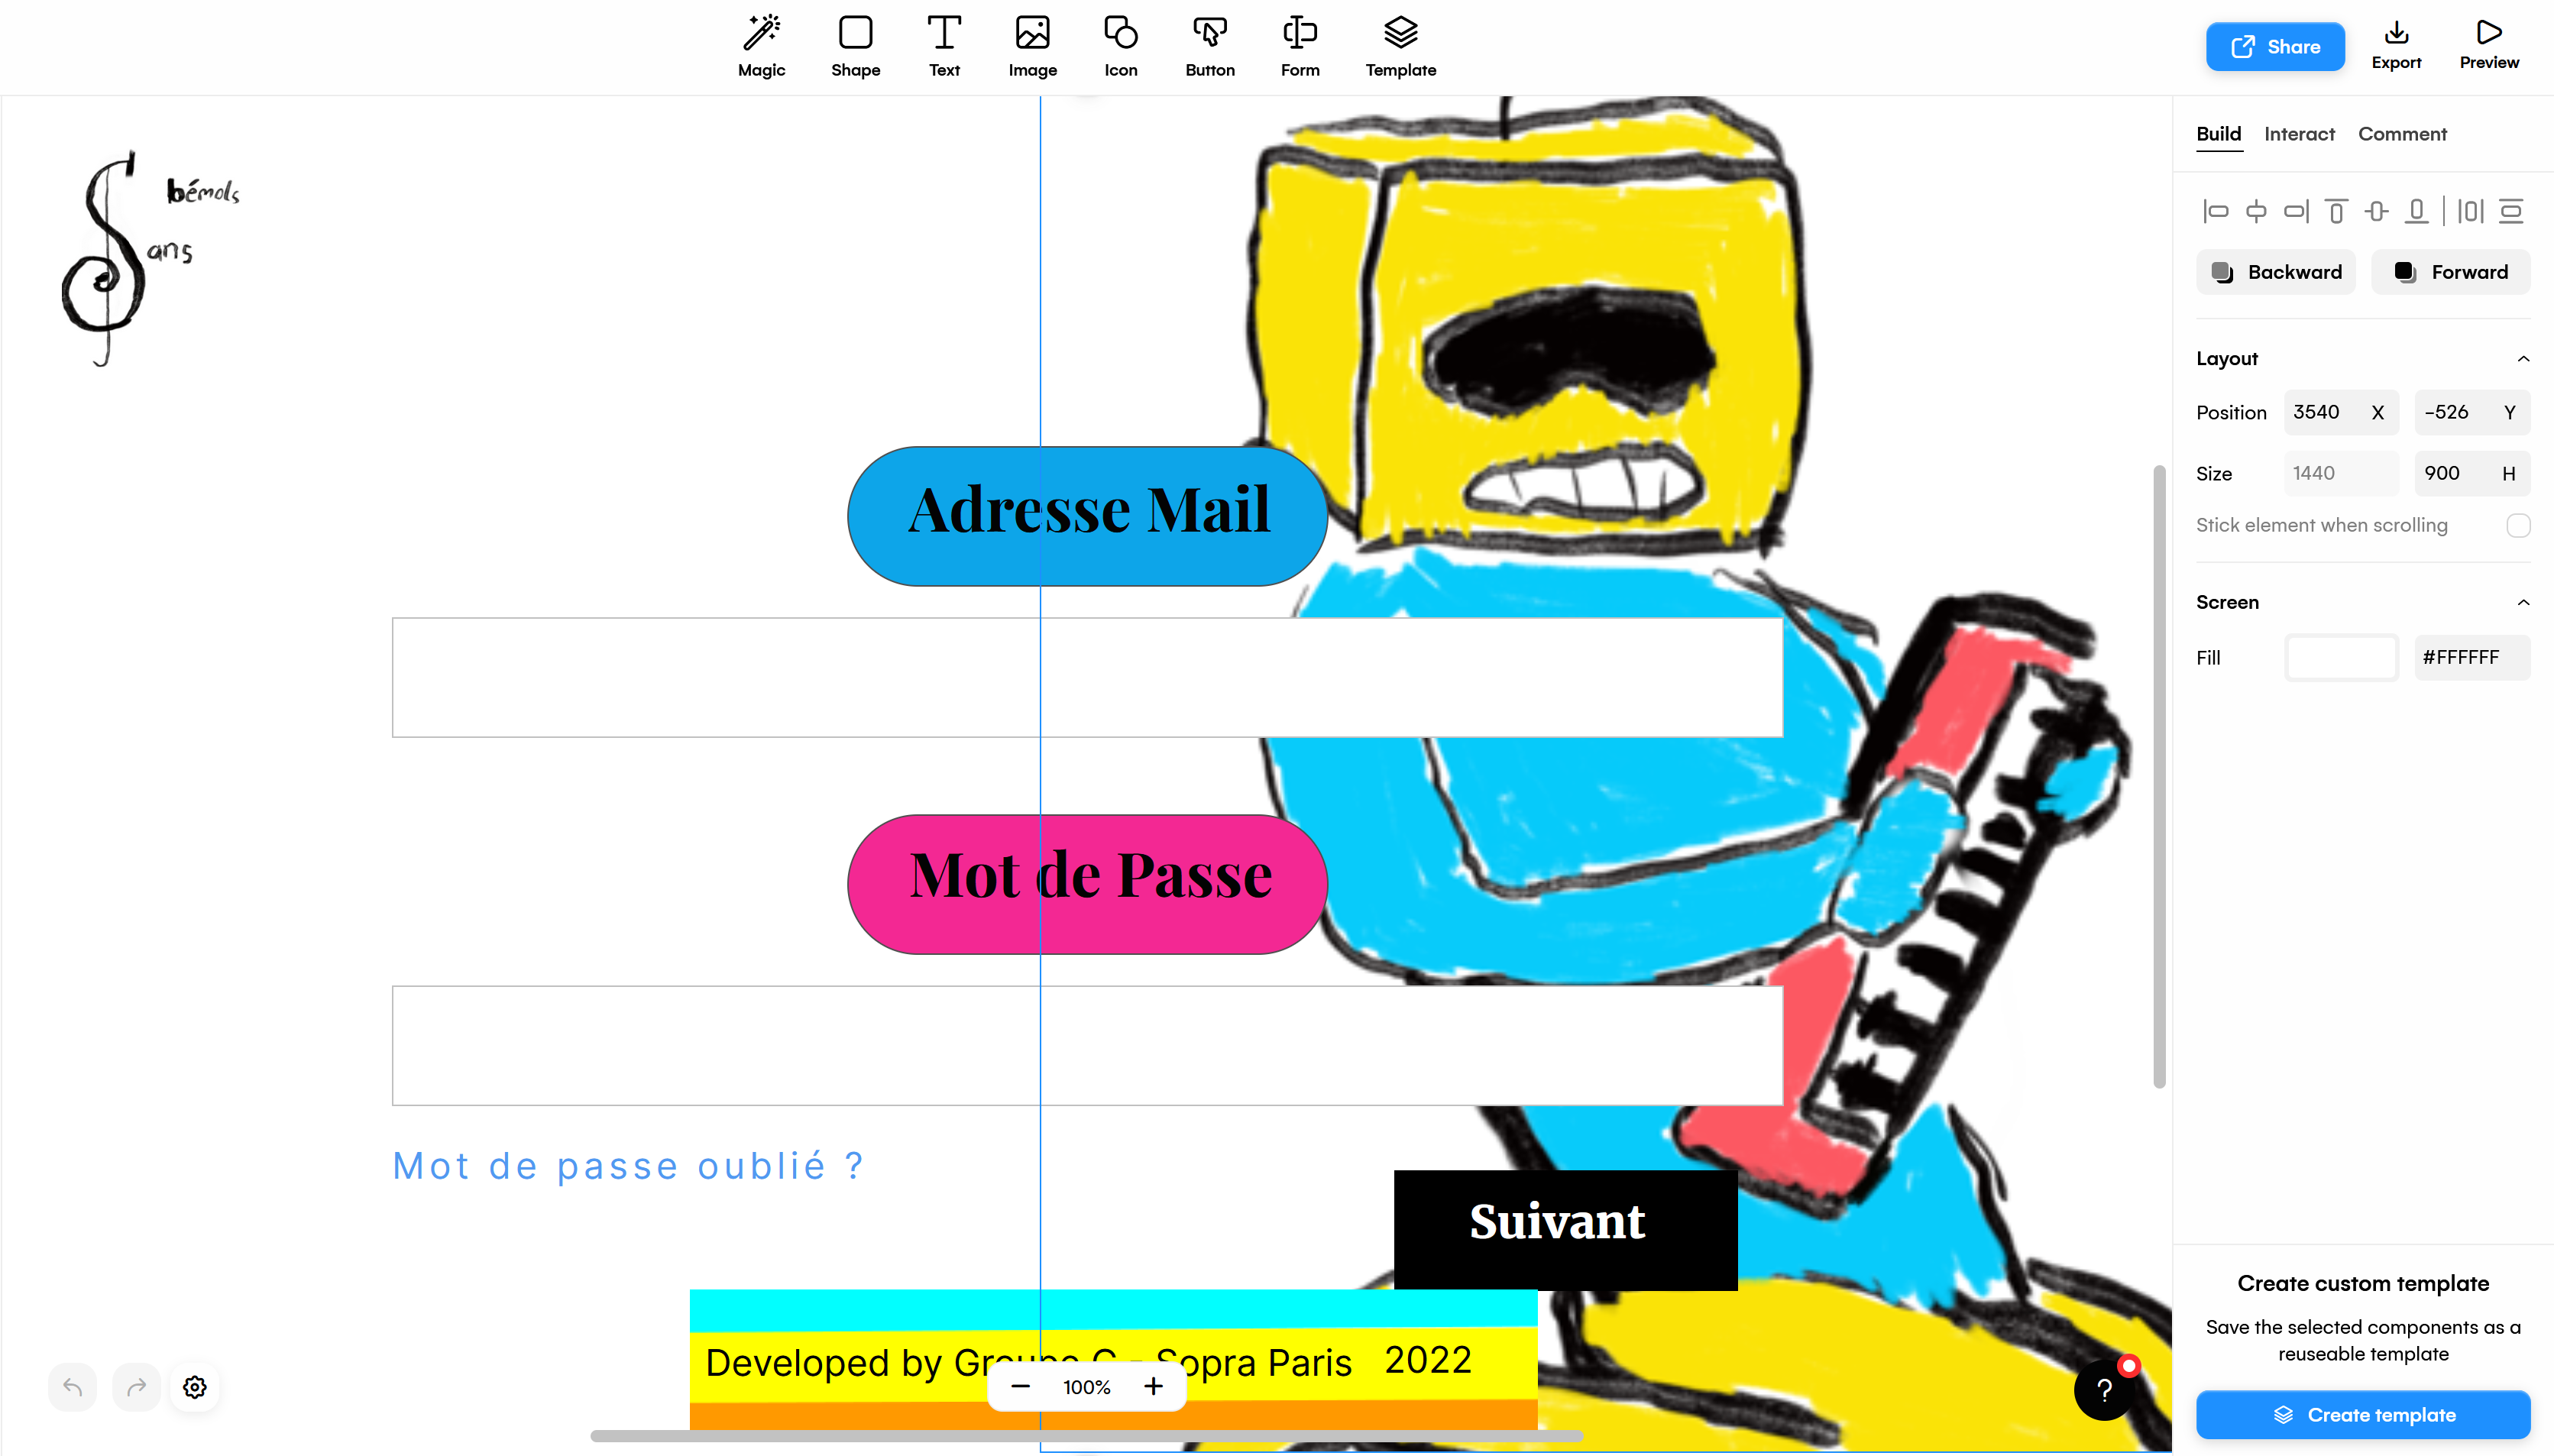 Magic Shape Text Image Icon Button Form Template Share Export Preview
Build Interact Comment
bémols
ans
Backward Forward
Layout
Position 3540 X -526 Y
Size 1440 900 H
Stick element when scrolling
Screen
Fill #FFFFFF
Adresse Mail
Mot de Passe
Mot de passe oublié ?
Suivant
Developed by Groupe C - Sopra Paris 2022
100%
?
Create custom template
Save the selected components as a
reuseable template
Create template